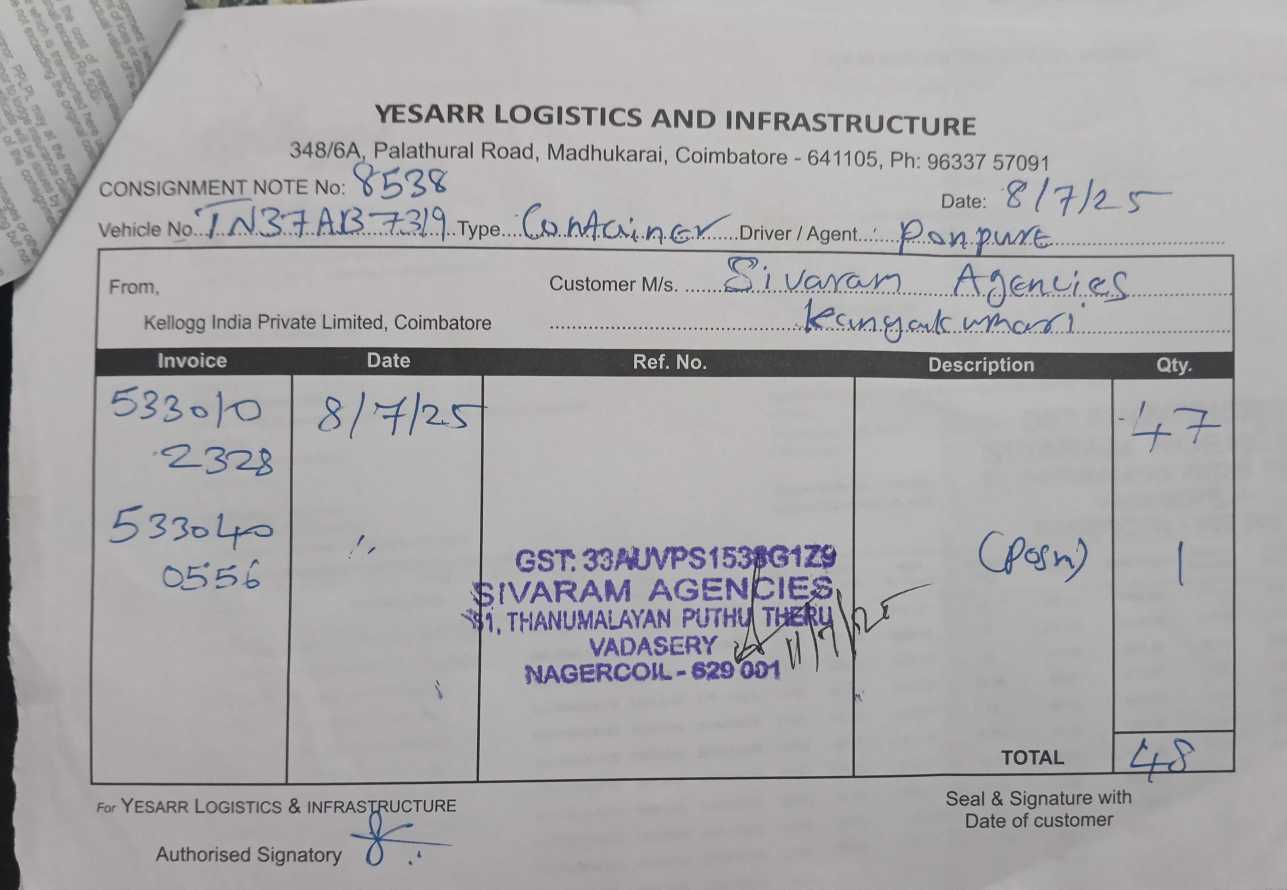 YESARR LOGISTICS AND INFRASTRUCTURE
348/6A, Palathural Road, Madhukarai, Coimbatore - 641105, Ph: 96337 57091
CONSIGNMENT NOTE No: 8538
Date: 8/7/25
Vehicle No. TN37AB7319 Type Container Driver / Agent Ponpure
From,
Kellogg India Private Limited, Coimbatore
Customer M/s. Sivaram Agencies
Kanyakumari
Invoice Date Ref. No. Description Qty.
533010 8/7/25 47
2328
533040 〃 (Posm) 1
0556
GST: 33AUVPS1538G1Z9
SIVARAM AGENCIES
THANUMALAYAN PUTHU THERU
VADASERY
NAGERCOIL - 629 001
11/7/25
TOTAL 48
For YESARR LOGISTICS & INFRASTRUCTURE
Authorised Signatory
Seal & Signature with
Date of customer